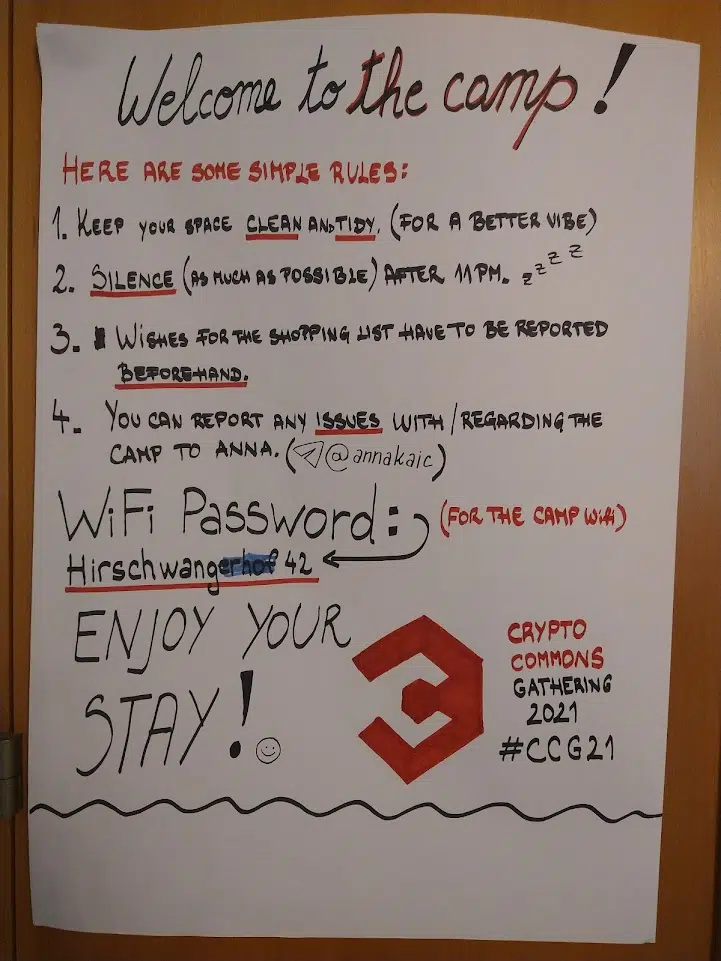 Welcome to the camp!
HERE ARE SOME SIMPLE RULES:
1. KEEP YOUR SPACE CLEAN AND TIDY. (FOR A BETTER VIBE)
2. SILENCE (AS MUCH AS POSSIBLE) AFTER 11PM. zzzz
3. WISHES FOR THE SHOPPING LIST HAVE TO BE REPORTED
BEFOREHAND.
4. YOU CAN REPORT ANY ISSUES WITH/REGARDING THE
CAMP TO ANNA. (@annakaic)
WiFi Password: (FOR THE CAMP Wifi)
Hirschwangerhof 42
ENJOY YOUR
STAY!
CRYPTO
COMMONS
GATHERING
2021
#CCG21